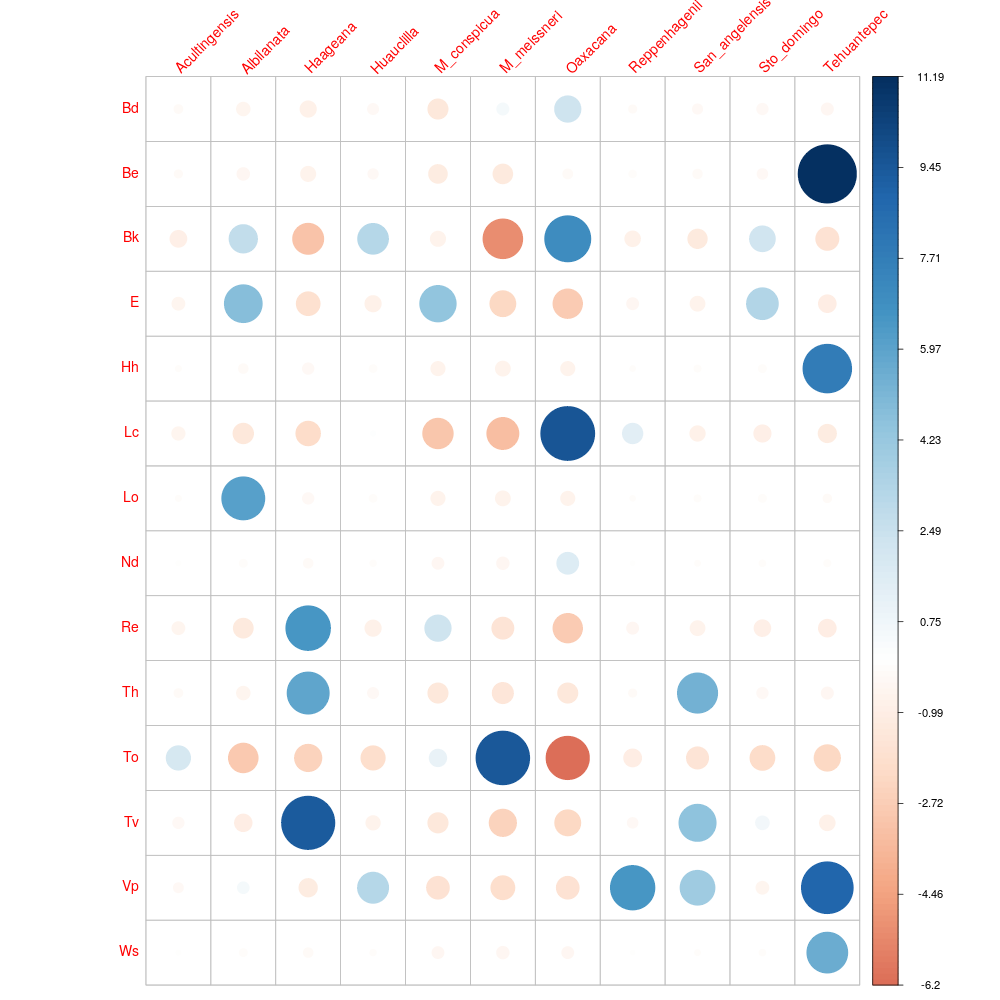 Acultingensis
Albilanata
Haageana
Huauclilla
M_conspicua
M_meissneri
Oaxacana
Reppenhagenii
San_angelensis
Sto_domingo
Tehuantepec
Bd
Be
Bk
E
Hh
Lc
Lo
Nd
Re
Th
To
Tv
Vp
Ws
11.19
9.45
7.71
5.97
4.23
2.49
0.75
-0.99
-2.72
-4.46
-6.2